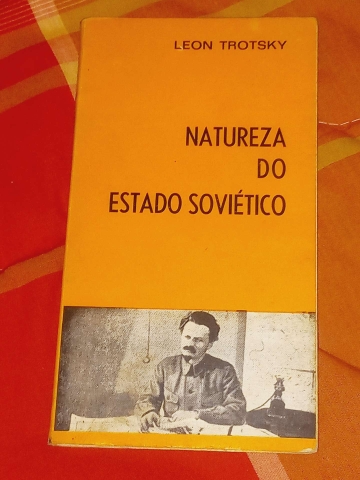 LEON TROTSKY
NATUREZA
DO
ESTADO SOVIÉTICO